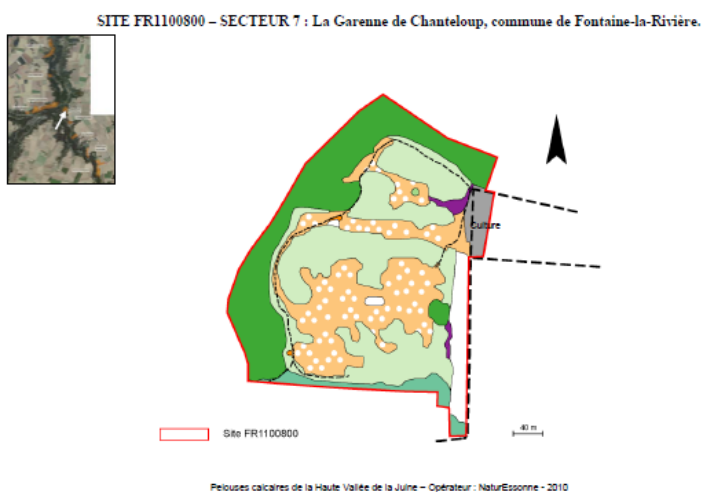 SITE FR1100800 – SECTEUR 7 : La Garenne de Chanteloup, commune de Fontaine-la-Rivière.
Culture
Site FR1100800
40 m
Pelouses calcaires de la Haute Vallée de la Juine – Opérateur : NaturEssonne - 2010